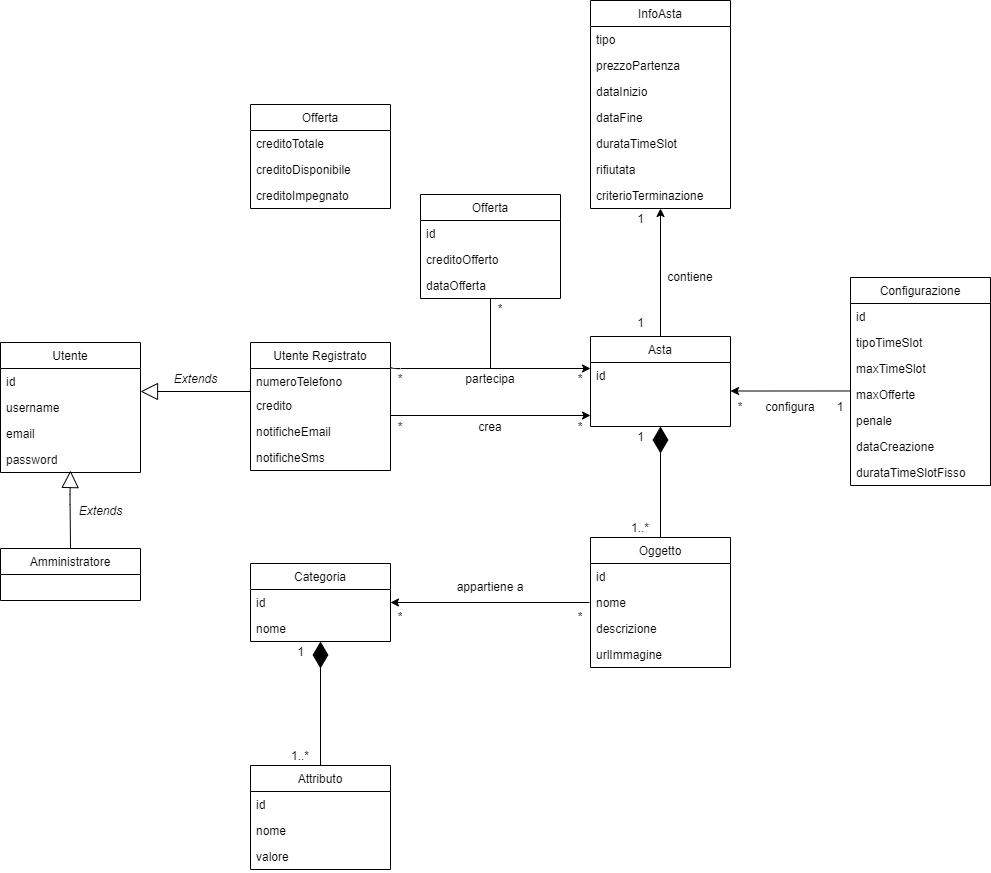 InfoAsta
tipo
prezzoPartenza
dataInizio
dataFine
durataTimeSlot
rifiutata
criterioTerminazione
Offerta
creditoTotale
creditoDisponibile
creditoImpegnato
Offerta
id
creditoOfferto
dataOfferta
*
1
contiene
1
Configurazione
id
tipoTimeSlot
maxTimeSlot
maxOfferte
penale
dataCreazione
durataTimeSlotFisso
Utente
id
username
email
password
Extends
Utente Registrato
numeroTelefono
credito
notificheEmail
notificheSms
* partecipa *
* crea *
Asta
id
* configura 1
Extends
Amministratore
1
1..*
Oggetto
id
nome
descrizione
urlImmagine
appartiene a
* *
Categoria
id
nome
1
1..*
Attributo
id
nome
valore